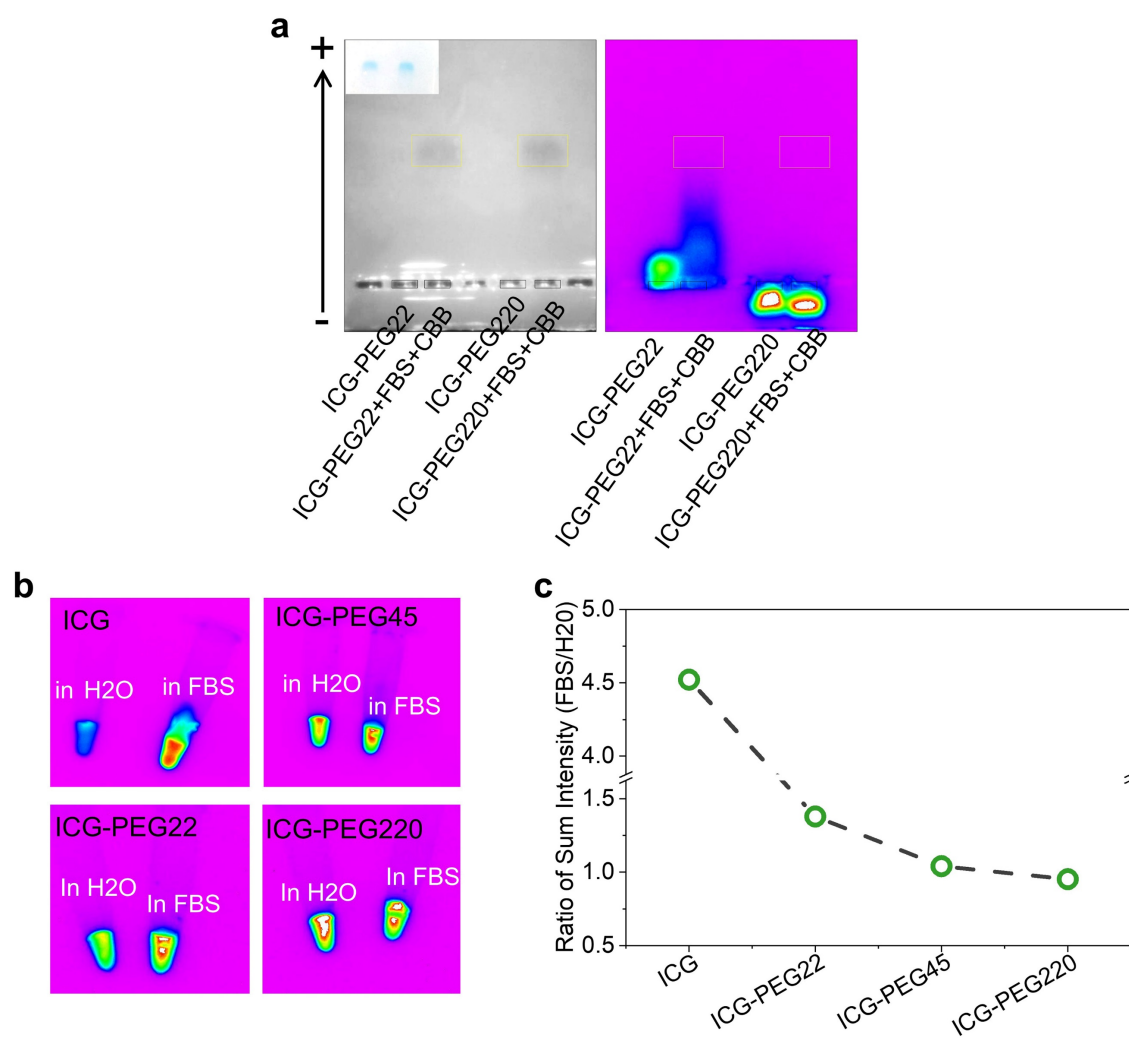 a
+
-
ICG-PEG22
ICG-PEG22+FBS+CBB
ICG-PEG220
ICG-PEG220+FBS+CBB
ICG-PEG22
ICG-PEG22+FBS+CBB
ICG-PEG220
ICG-PEG220+FBS+CBB
b
ICG
in H2O
in FBS
ICG-PEG45
in H2O
in FBS
ICG-PEG22
In H2O
In FBS
ICG-PEG220
In H2O
In FBS
c
Ratio of Sum Intensity (FBS/H20)
5.0
4.5
4.0
1.5
1.0
0.5
ICG
ICG-PEG22
ICG-PEG45
ICG-PEG220